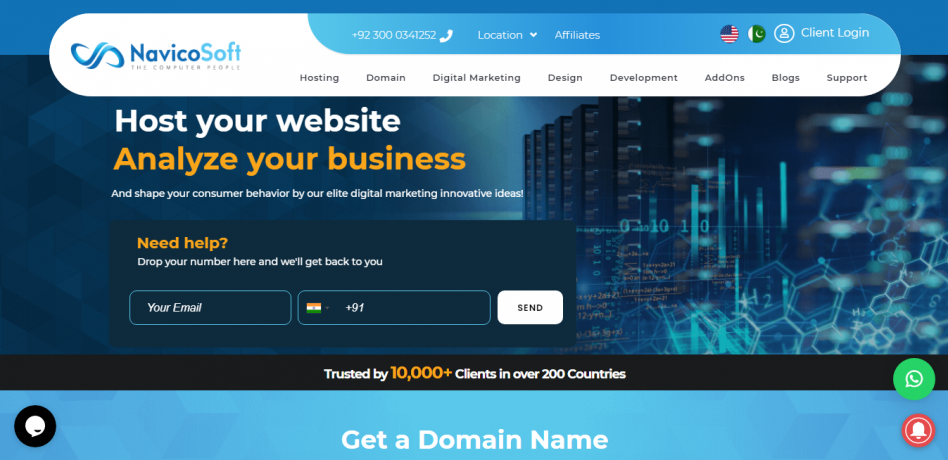 +92 300 0341252
Location
Affiliates
Client Login
NavicoSoft
THE COMPUTER PEOPLE
Hosting
Domain
Digital Marketing
Design
Development
AddOns
Blogs
Support
Host your website
Analyze your business
And shape your consumer behavior by our elite digital marketing innovative ideas!
Need help?
Drop your number here and we'll get back to you
Your Email
+91
SEND
Trusted by 10,000+ Clients in over 200 Countries
Get a Domain Name